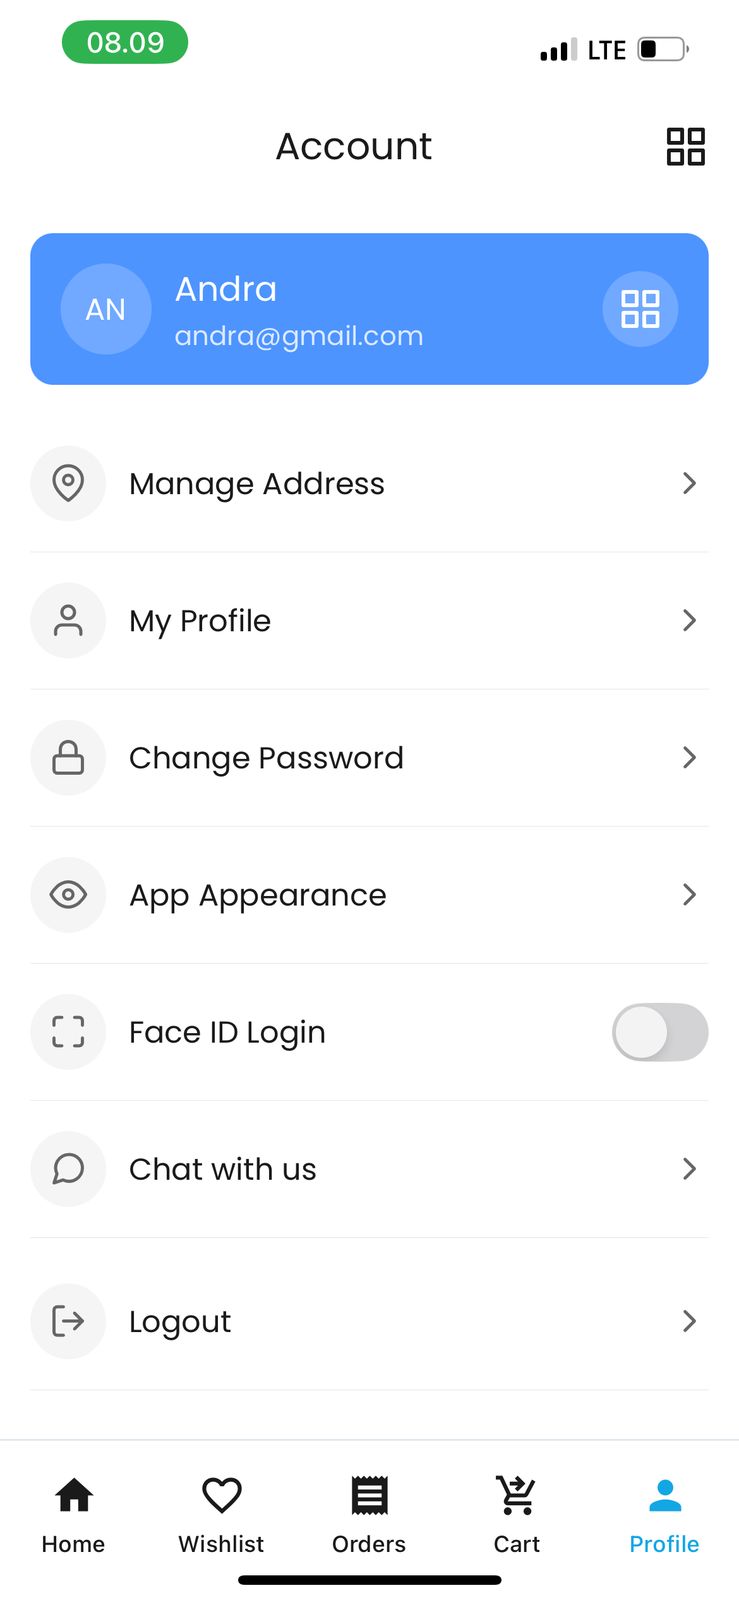 08.09
LTE
Account
AN
Andra
andra@gmail.com
Manage Address
My Profile
Change Password
App Appearance
Face ID Login
Chat with us
Logout
Home
Wishlist
Orders
Cart
Profile